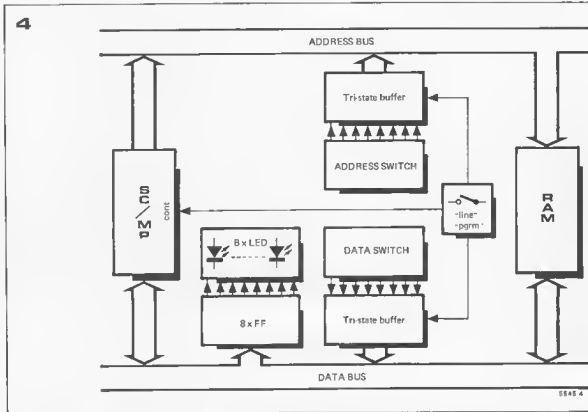 4
ADDRESS BUS
Tri-state buffer
ADDRESS SWITCH
SC/MP
cont
"line"
"pgrm"
RAM
8 x LED
DATA SWITCH
8 x FF
Tri-state buffer
DATA BUS
5545 4